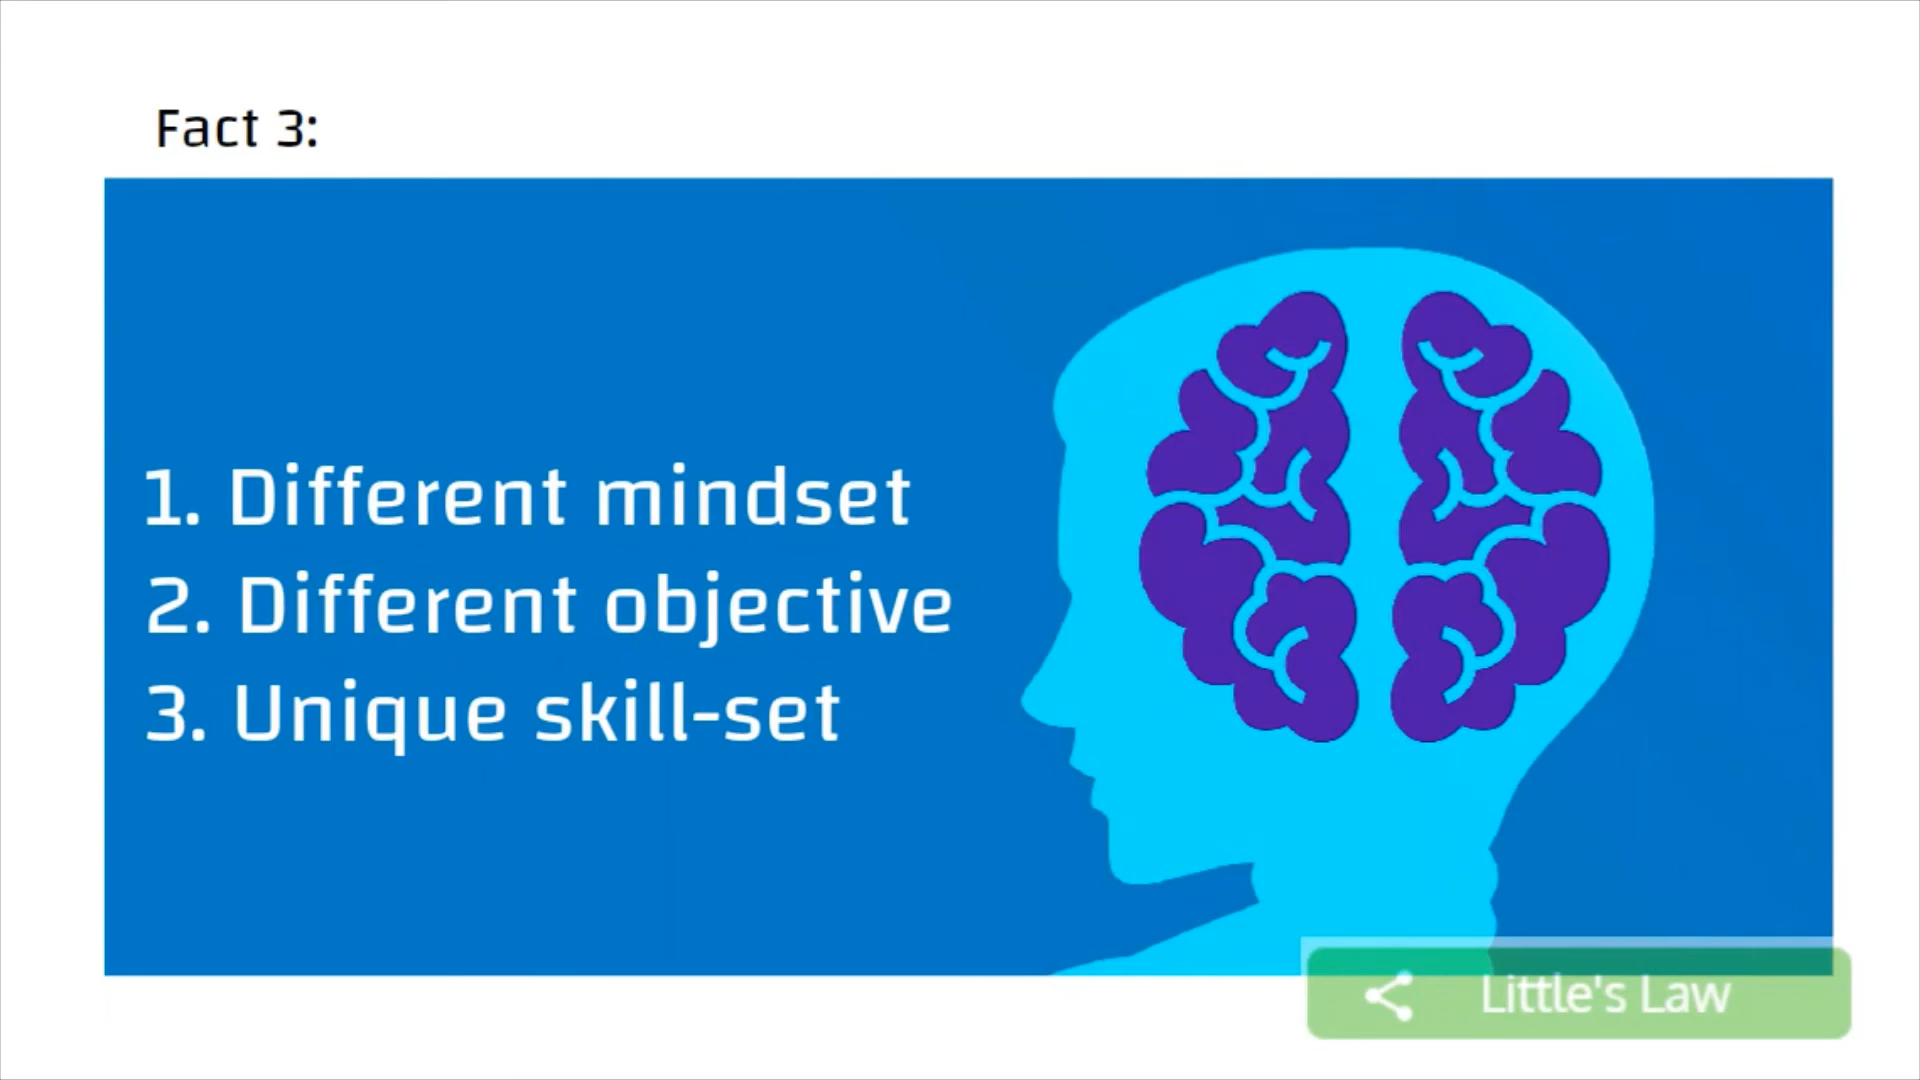 Fact 3:
1. Different mindset
2. Different objective
3. Unique skill-set
Little's Law